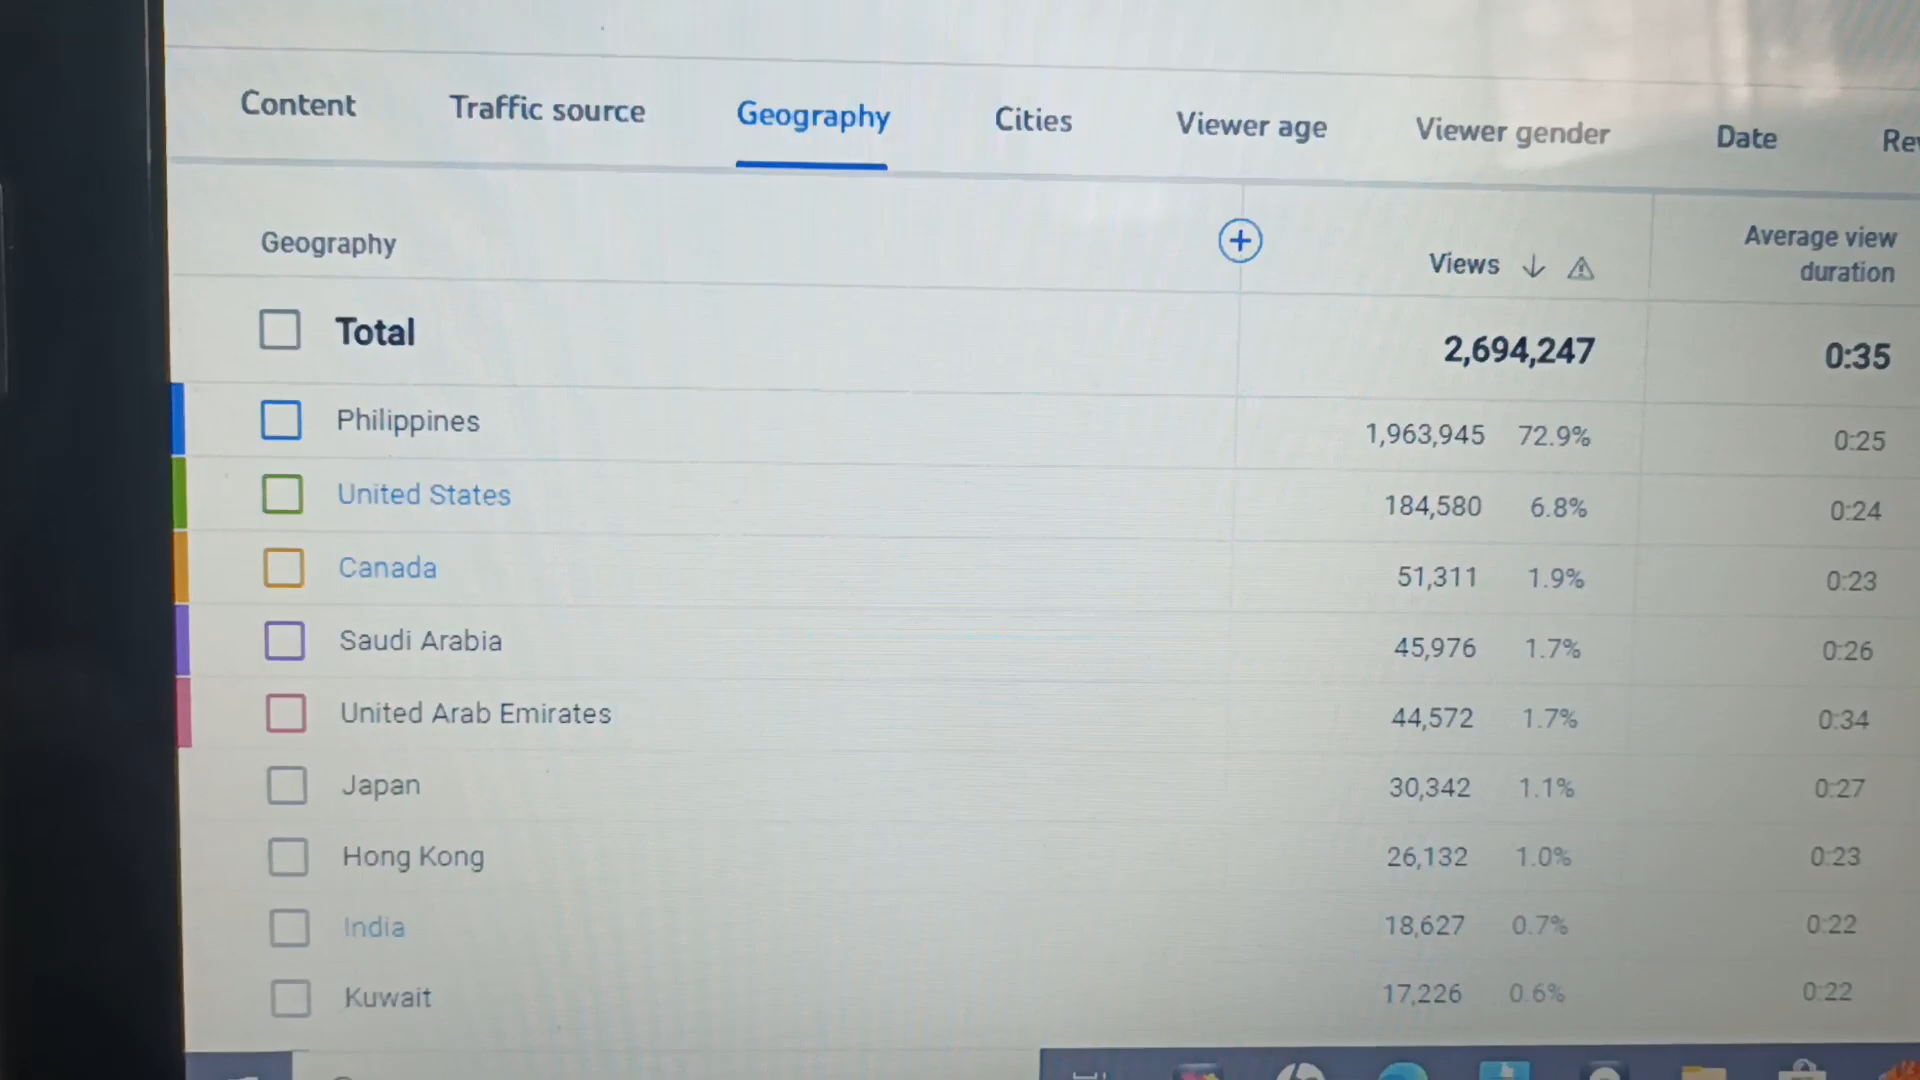 Content Traffic source Geography Cities Viewer age Viewer gender Date
Geography Views Average view duration
Total 2,694,247 0:35
Philippines 1,963,945 72.9% 0:25
United States 184,580 6.8% 0:24
Canada 51,311 1.9% 0:23
Saudi Arabia 45,976 1.7% 0:26
United Arab Emirates 44,572 1.7% 0:34
Japan 30,342 1.1% 0:27
Hong Kong 26,132 1.0% 0:23
India 18,627 0.7% 0:22
Kuwait 17,226 0.6% 0:22